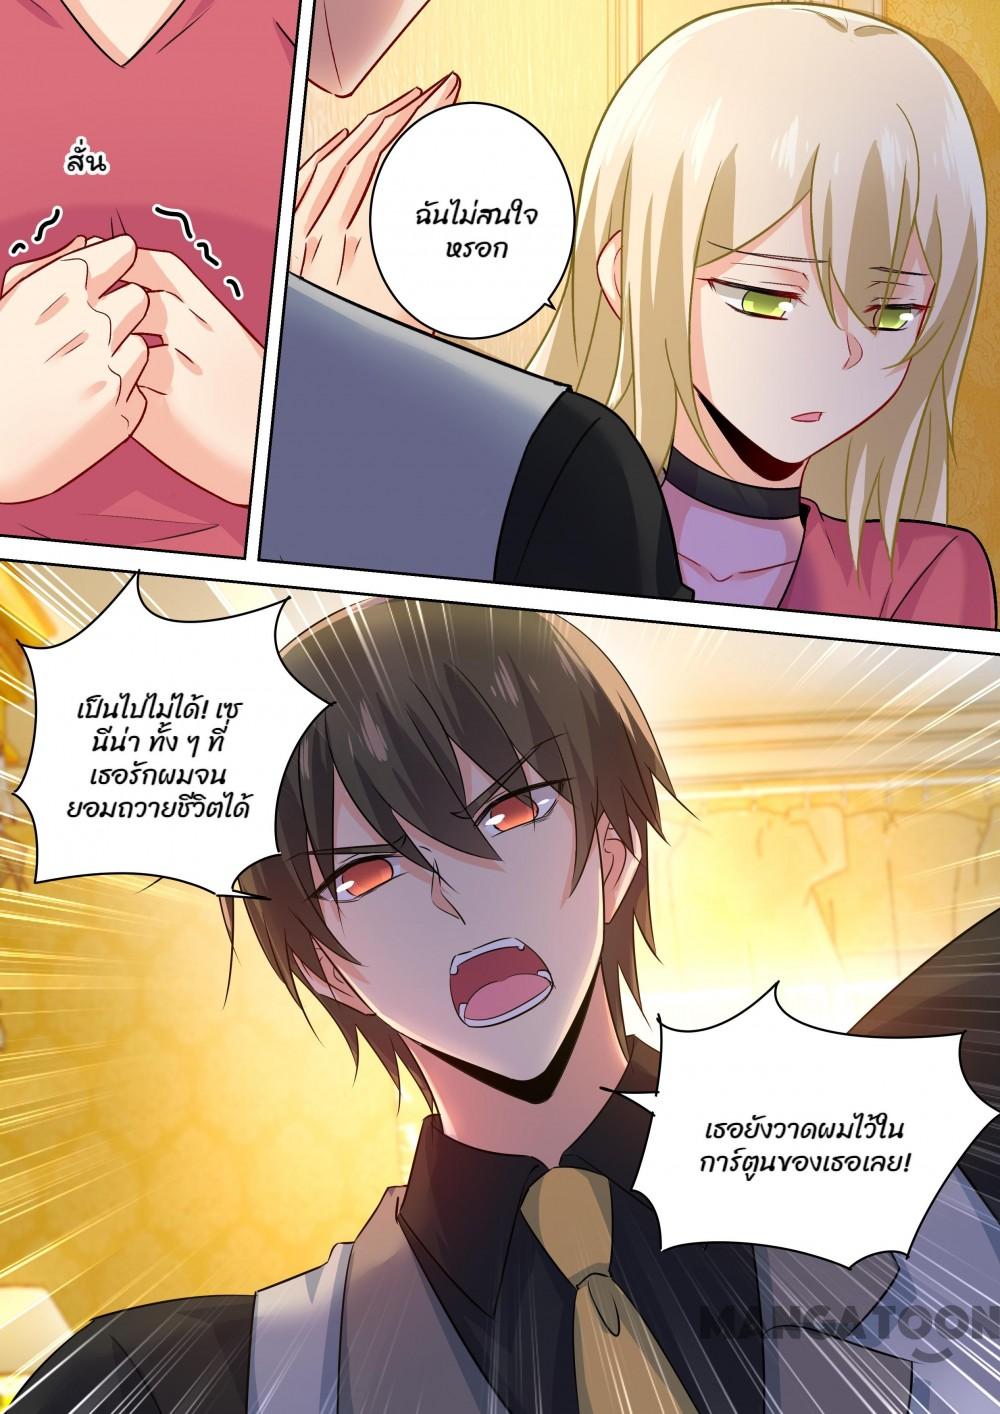 สั่น
ฉันไม่สนใจ
หรอก
เป็นไปไม่ได้! เซ
นีน่า ทั้ง ๆ ที่
เธอรักผมจน
ยอมถวายชีวิตได้
เธอยังวาดผมไว้ใน
การ์ตูนของเธอเลย!
MANGATOON